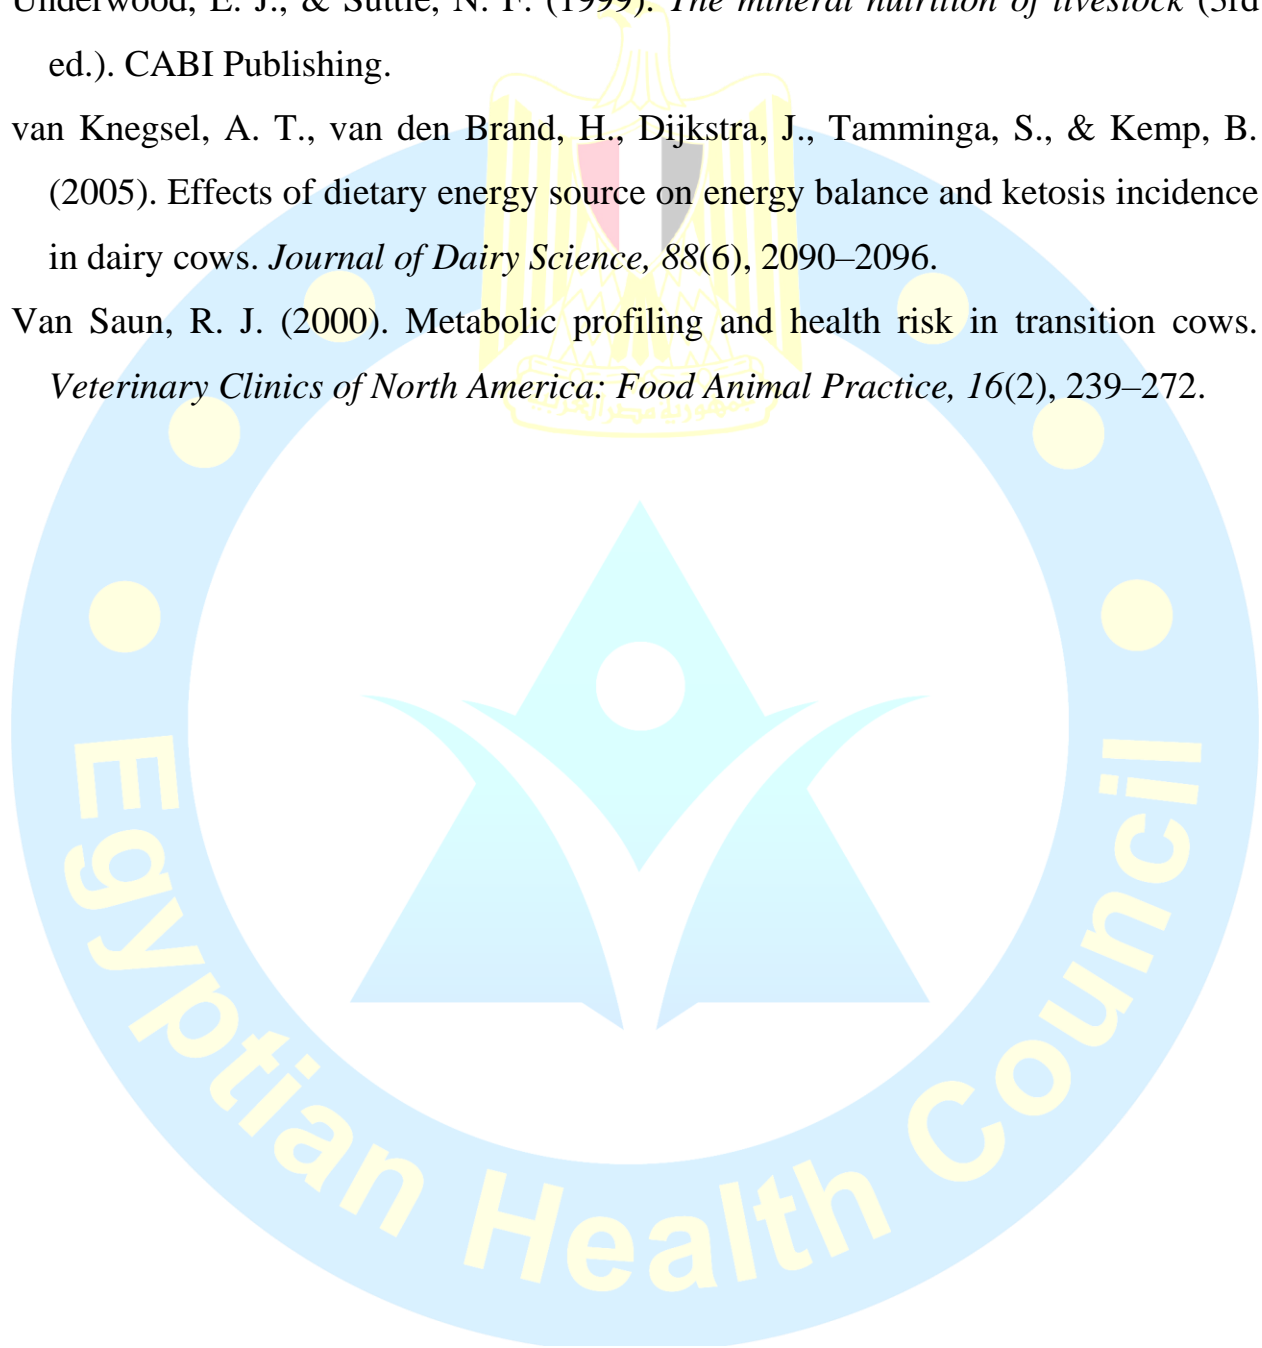 Underwood, E. J., & Suttle, N. F. (1999). The mineral nutrition of livestock (3rd
ed.). CABI Publishing.
van Knegsel, A. T., van den Brand, H., Dijkstra, J., Tamminga, S., & Kemp, B.
(2005). Effects of dietary energy source on energy balance and ketosis incidence
in dairy cows. Journal of Dairy Science, 88(6), 2090–2096.
Van Saun, R. J. (2000). Metabolic profiling and health risk in transition cows.
Veterinary Clinics of North America: Food Animal Practice, 16(2), 239–272.
جمهورية مصر العربية
Egyptian Health Council